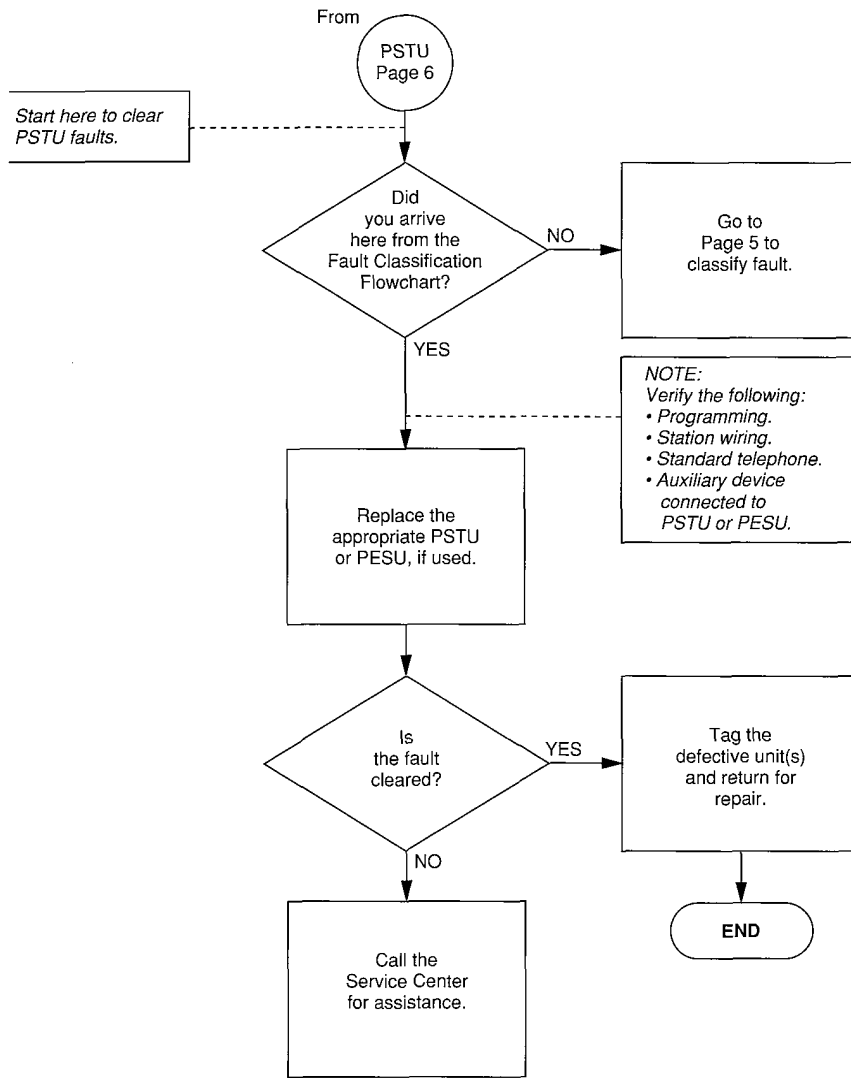 From
PSTU
Page 6
Start here to clear
PSTU faults.
Did
you arrive
here from the
Fault Classification
Flowchart?
NO
Go to
Page 5 to
classify fault.
YES
NOTE:
Verify the following:
• Programming.
• Station wiring.
• Standard telephone.
• Auxiliary device
connected to
PSTU or PESU.
Replace the
appropriate PSTU
or PESU, if used.
Is
the fault
cleared?
YES
Tag the
defective unit(s)
and return for
repair.
NO
END
Call the
Service Center
for assistance.